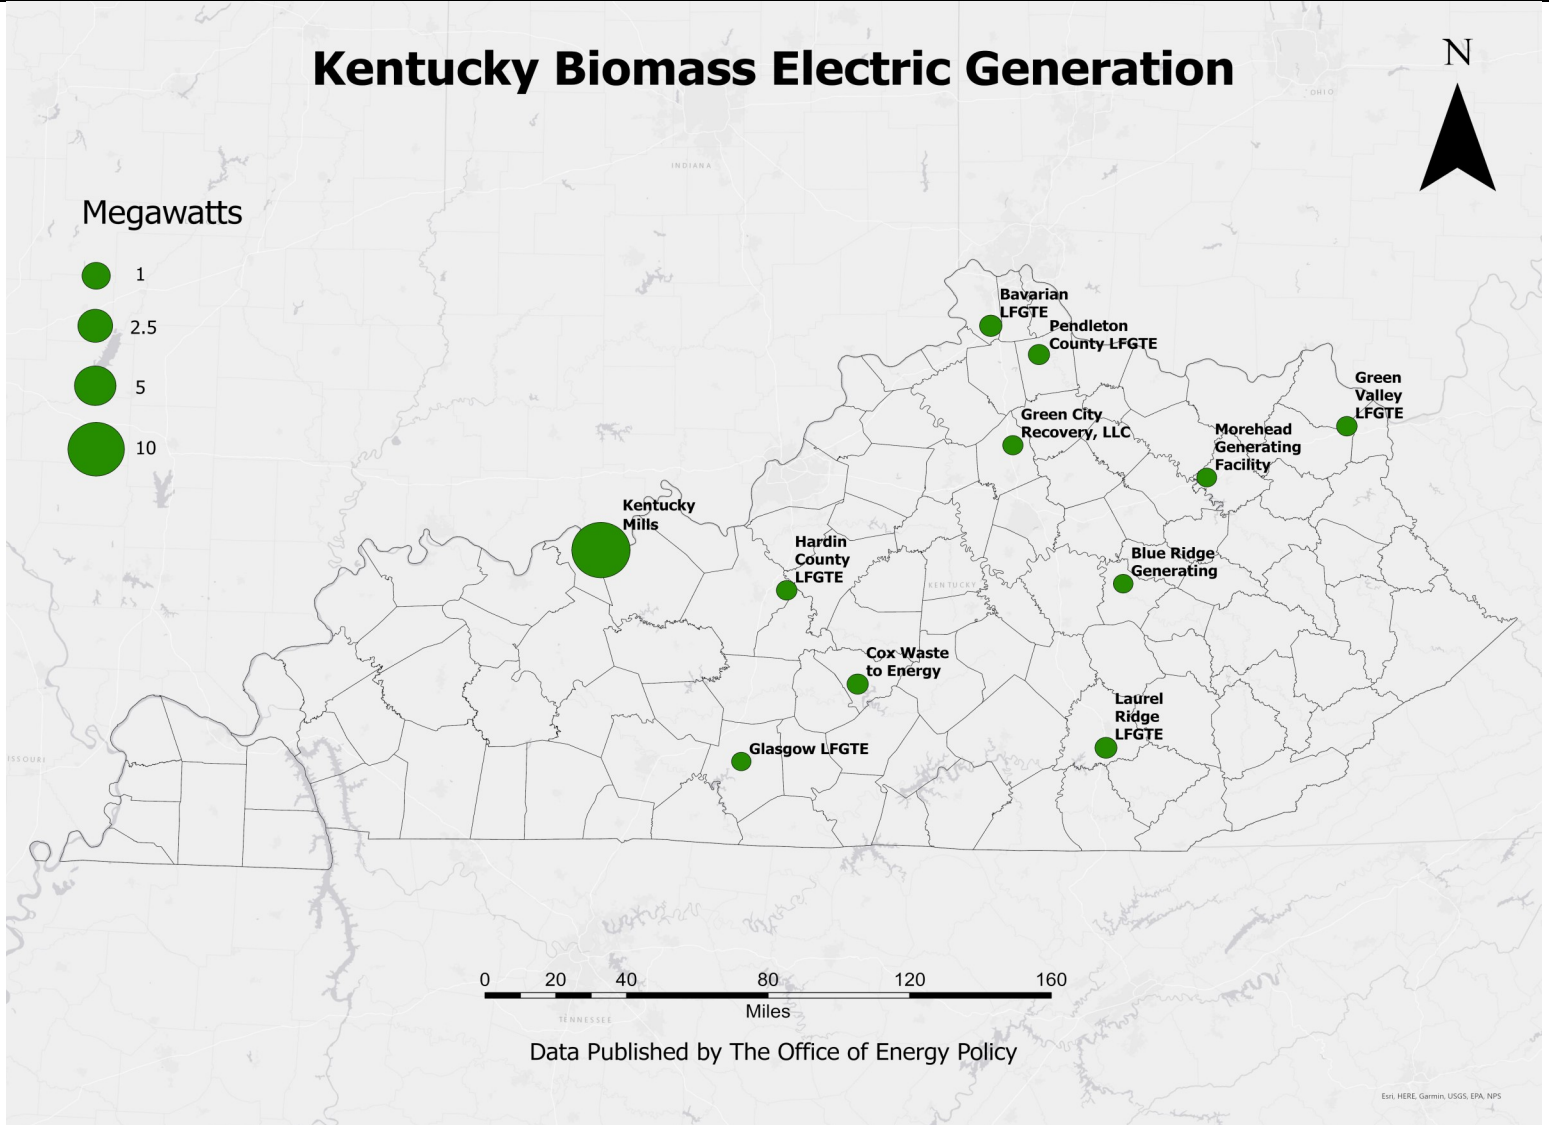 Kentucky Biomass Electric Generation
N
OHIO
INDIANA
Megawatts
1
2.5
5
10
Bavarian
LFGTE
Pendleton
County LFGTE
Green
Valley
LFGTE
Green City
Recovery, LLC
Morehead
Generating
Facility
Kentucky
Mills
Hardin
County
LFGTE
Blue Ridge
Generating
KENTUCKY
Cox Waste
to Energy
Laurel
Ridge
LFGTE
Glasgow LFGTE
ISSOURI
0 20 40 80 120 160
Miles
TENNESSEE
Data Published by The Office of Energy Policy
Esri, HERE, Garmin, USGS, EPA, NPS